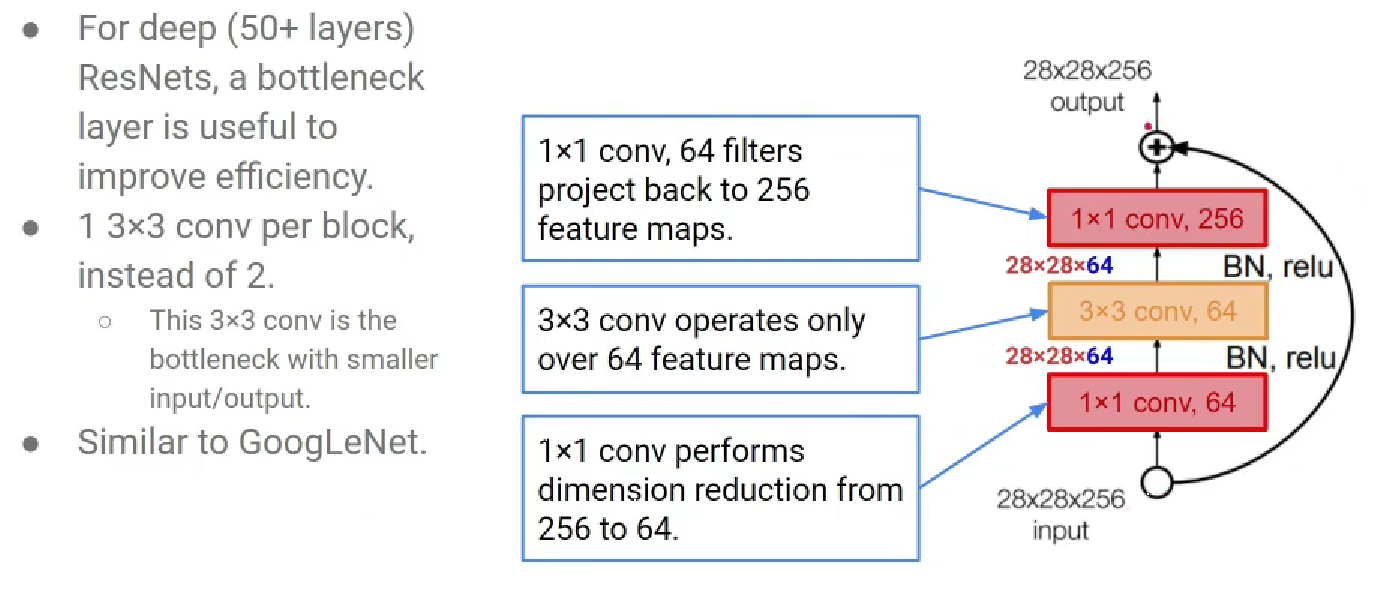 ● For deep (50+ layers)
ResNets, a bottleneck
layer is useful to
improve efficiency.
● 1 3×3 conv per block,
instead of 2.
○ This 3×3 conv is the
bottleneck with smaller
input/output.
● Similar to GoogLeNet.
1×1 conv, 64 filters
project back to 256
feature maps.
3×3 conv operates only
over 64 feature maps.
1×1 conv performs
dimension reduction from
256 to 64.
28x28x256
output
1×1 conv, 256
28×28×64
BN, relu
3×3 conv, 64
28×28×64
BN, relu
1×1 conv, 64
28x28x256
input